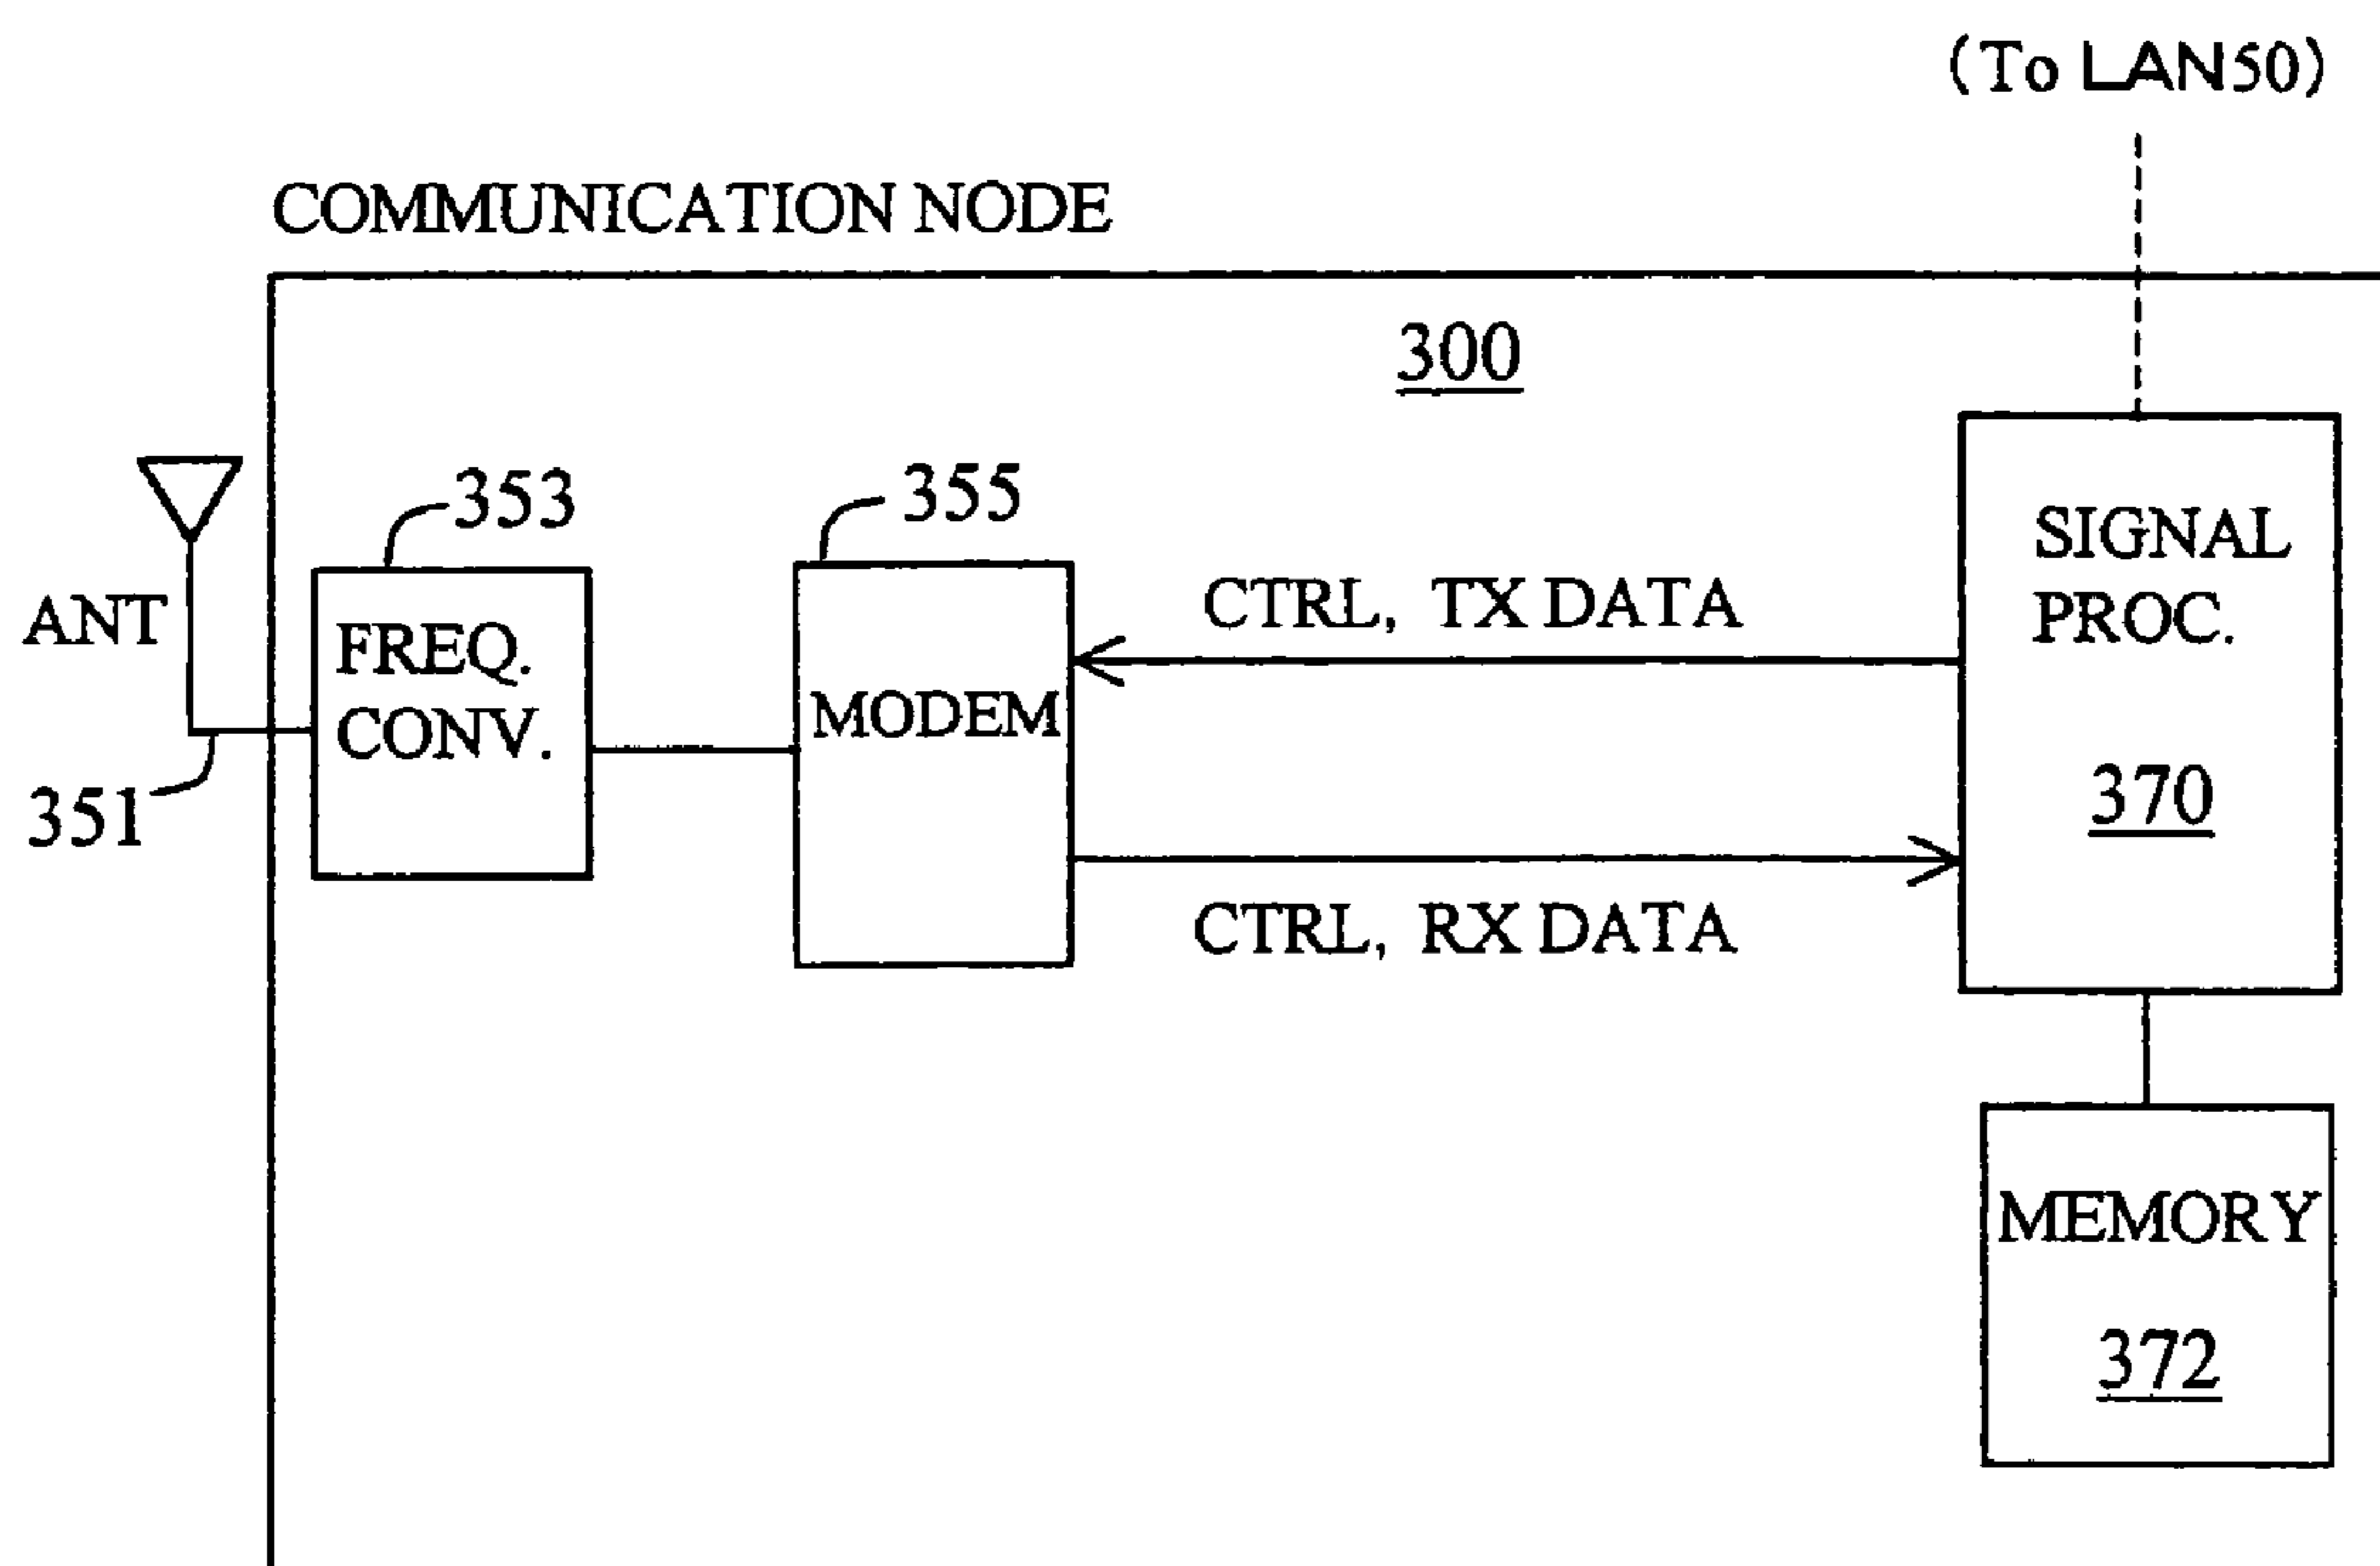 (To LAN50)
COMMUNICATION NODE
300
353
355
ANT
FREQ.
CONV.
351
MODEM
CTRL, TX DATA
CTRL, RX DATA
SIGNAL
PROC.
370
MEMORY
372